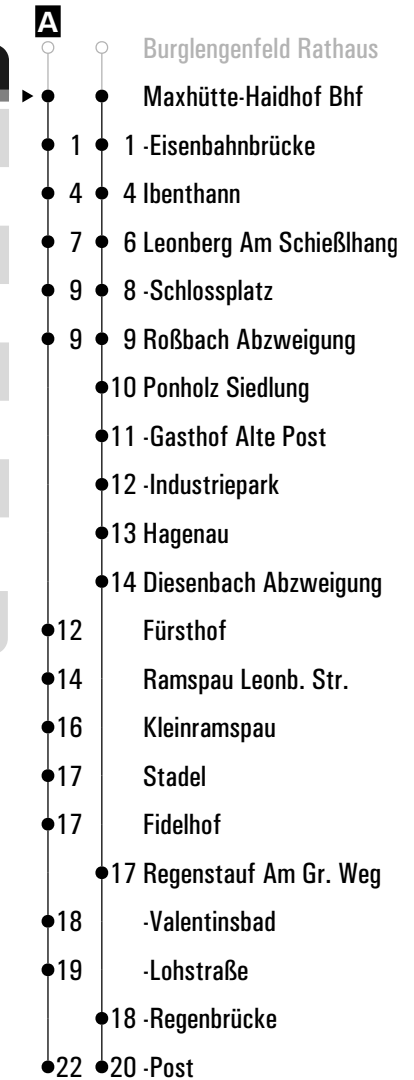 A
Burglengenfeld Rathaus
Maxhütte-Haidhof Bhf
1 1 -Eisenbahnbrücke
4 4 Ibenthann
7 6 Leonberg Am Schießlhang
9 8 -Schlossplatz
9 9 Roßbach Abzweigung
10 Ponholz Siedlung
11 -Gasthof Alte Post
12 -Industriepark
13 Hagenau
14 Diesenbach Abzweigung
12 Fürsthof
14 Ramspau Leonb. Str.
16 Kleinramspau
17 Stadel
17 Fidelhof
17 Regenstauf Am Gr. Weg
18 -Valentinsbad
19 -Lohstraße
18 -Regenbrücke
22 20 -Post